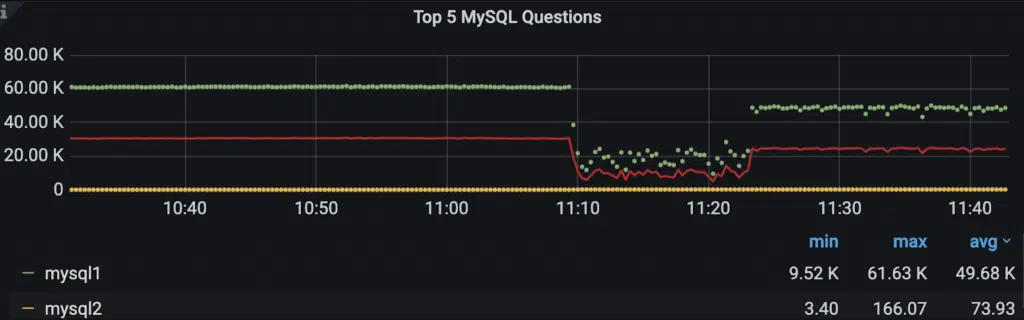 i
Top 5 MySQL Questions
80.00 K
60.00 K
40.00 K
20.00 K
0
10:40 10:50 11:00 11:10 11:20 11:30 11:40
min max avg
mysql1 9.52 K 61.63 K 49.68 K
mysql2 3.40 166.07 73.93